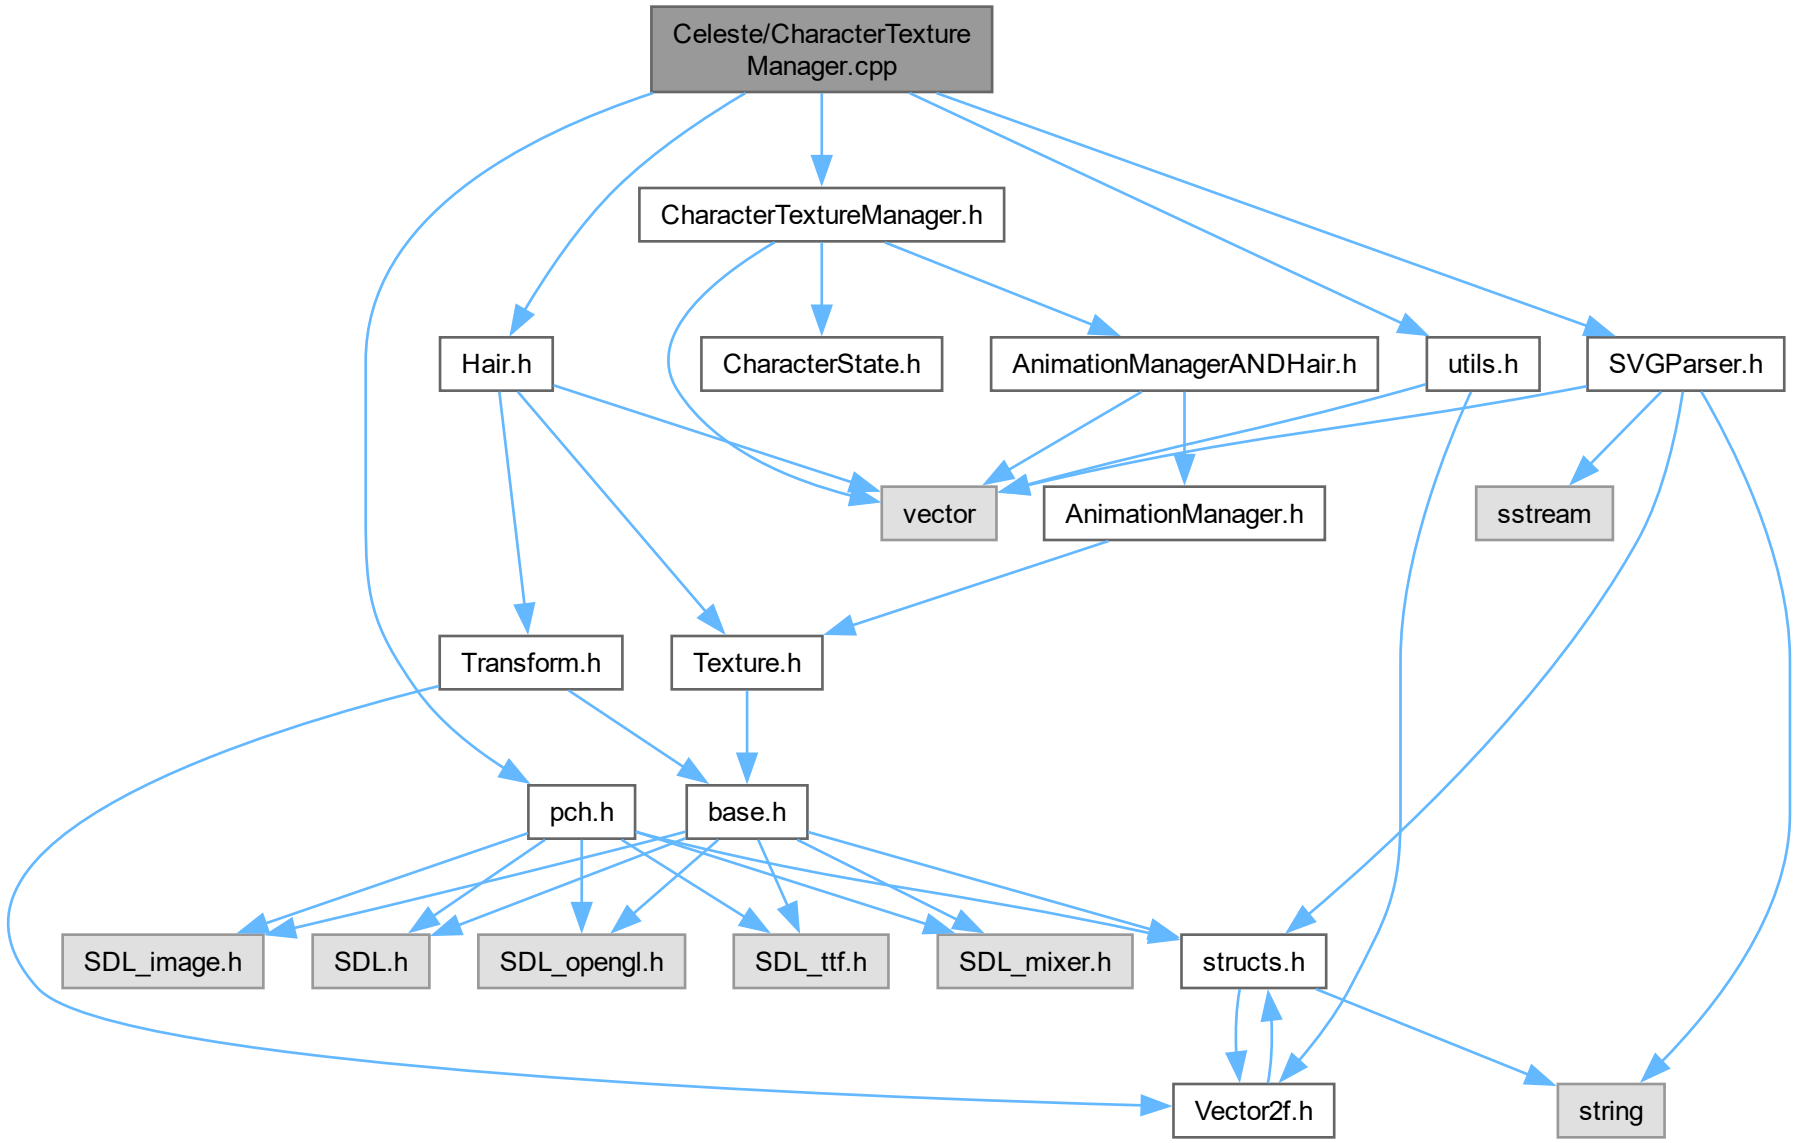 Celeste/CharacterTexture
Manager.cpp
CharacterTextureManager.h
Hair.h
CharacterState.h
AnimationManagerANDHair.h
utils.h
SVGParser.h
vector
AnimationManager.h
sstream
Transform.h
Texture.h
pch.h
base.h
SDL_image.h
SDL.h
SDL_opengl.h
SDL_ttf.h
SDL_mixer.h
structs.h
Vector2f.h
string